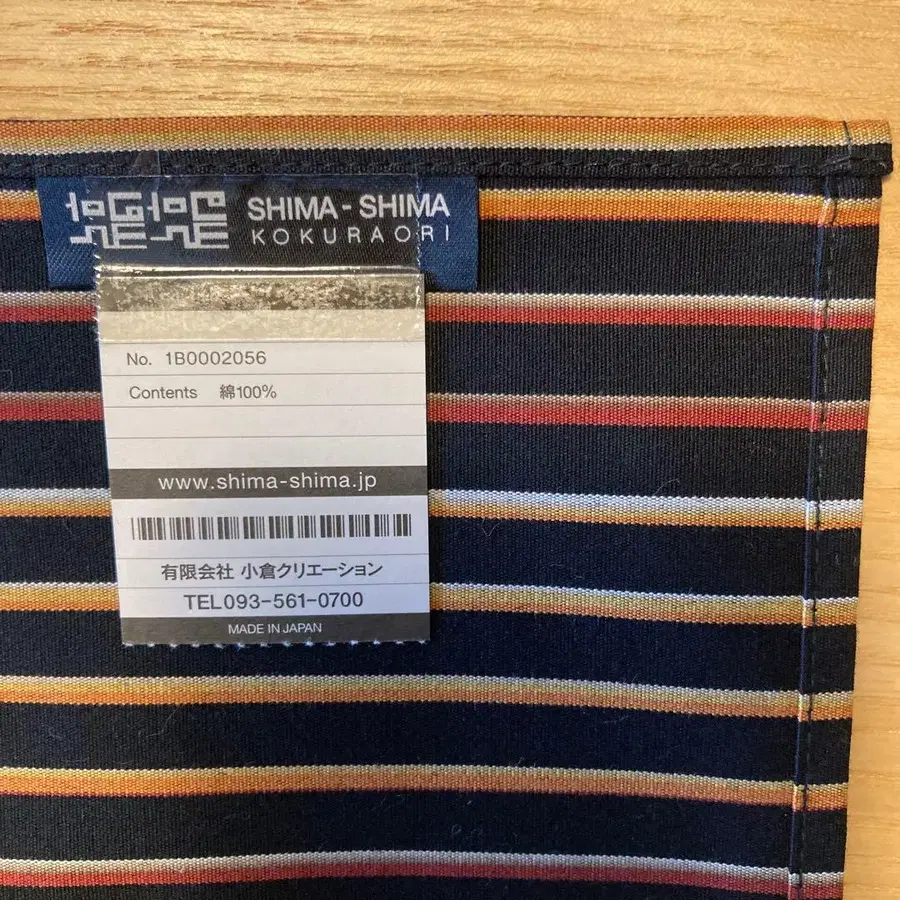 SHIMA-SHIMA
KOKURAORI
No. 1B0002056
Contents 綿100%
www.shima-shima.jp
有限会社 小倉クリエーション
TEL093-561-0700
MADE IN JAPAN